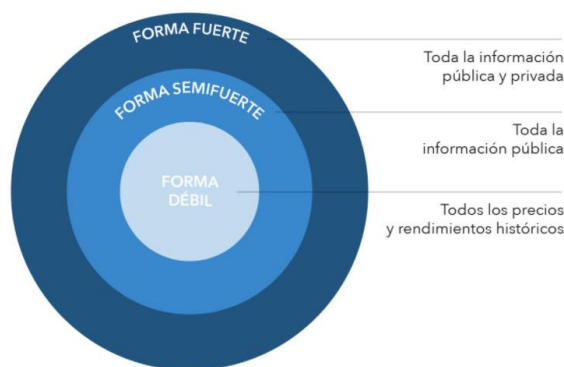 FORMA FUERTE
Toda la información
pública y privada
FORMA SEMIFUERTE
Toda la
información pública
FORMA
DÉBIL
Todos los precios
y rendimientos históricos